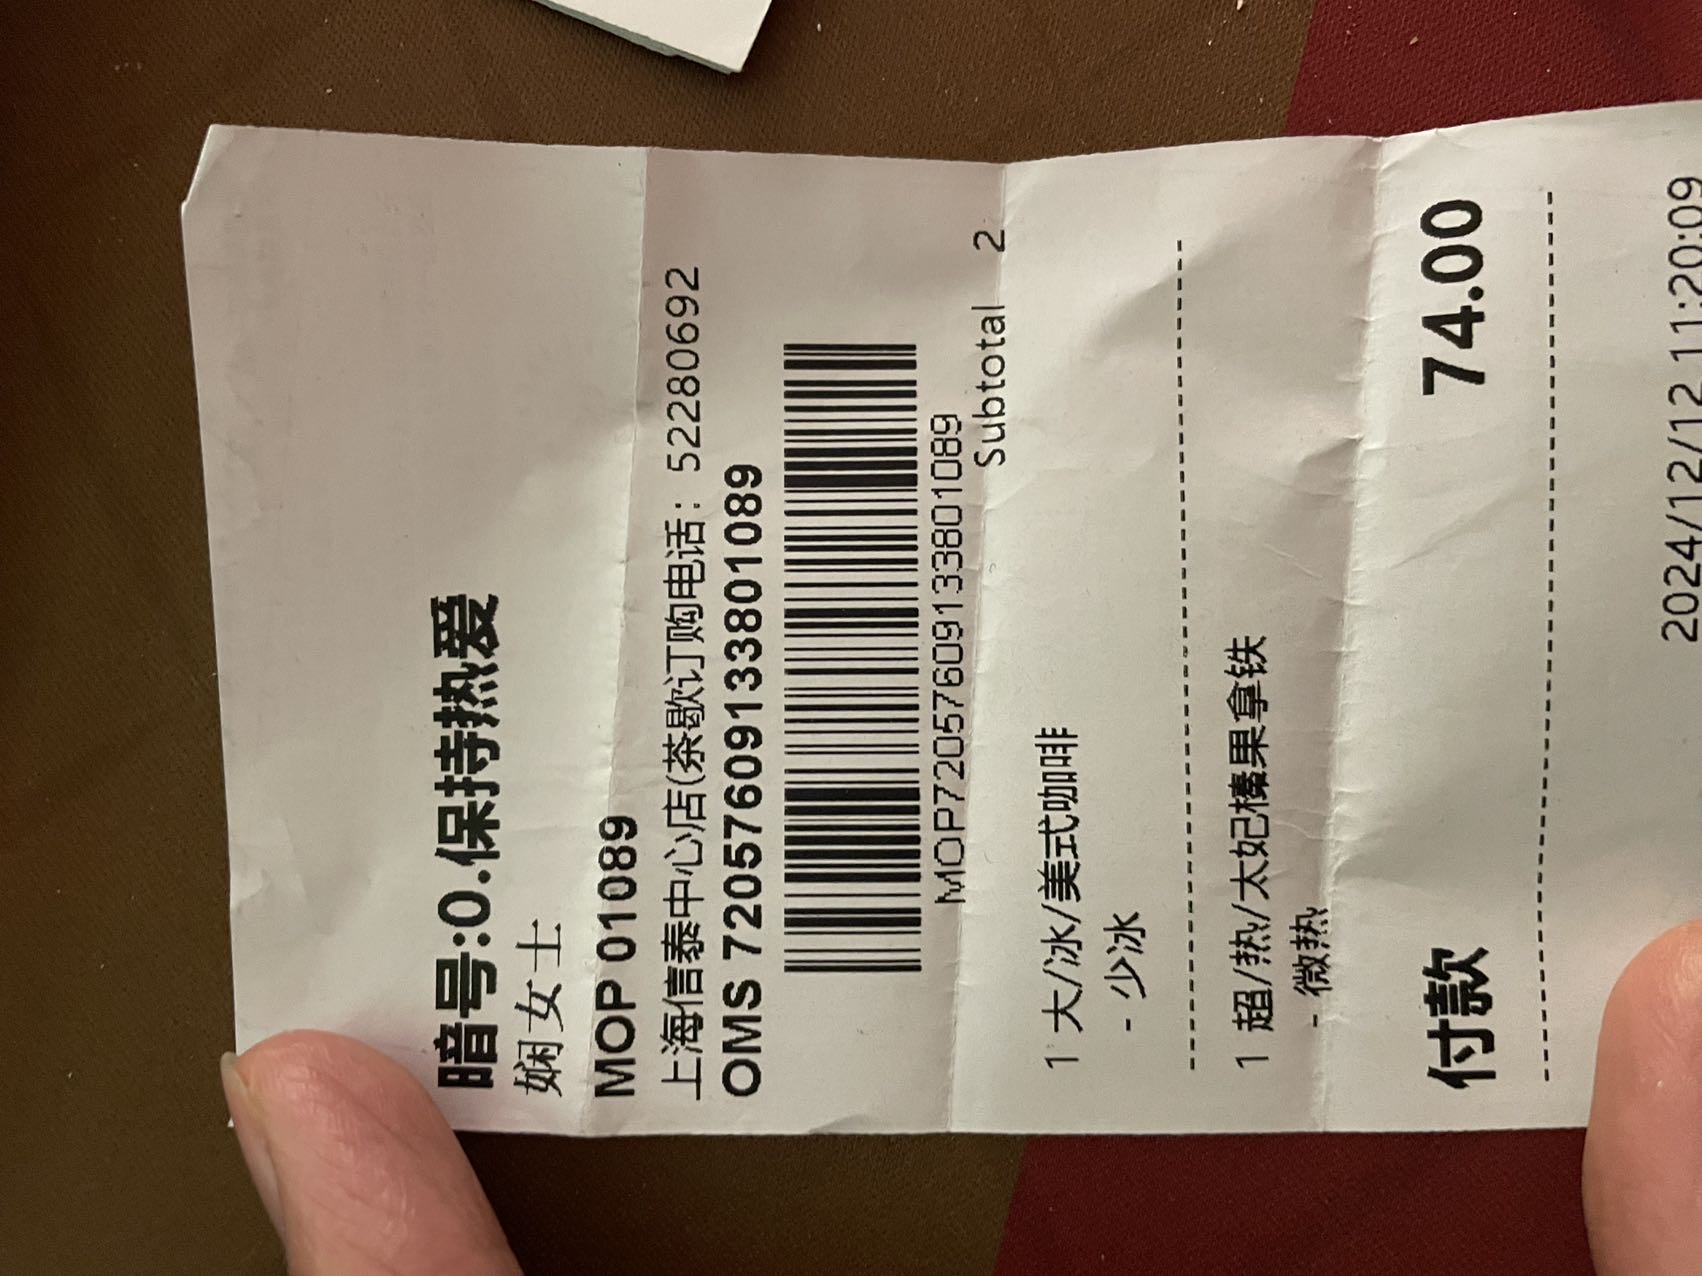 暗号:O.保持热爱
娴女士
MOP 01089
上海信泰中心店(茶歇订购电话: 52280692
OMS 72057609133801089
MOP72057609133801089
Subtotal 2
1 大/冰/美式咖啡
- 少冰
1 超/热/太妃榛果拿铁
- 微热
付款 74.00
2024/12/12 11:20:09